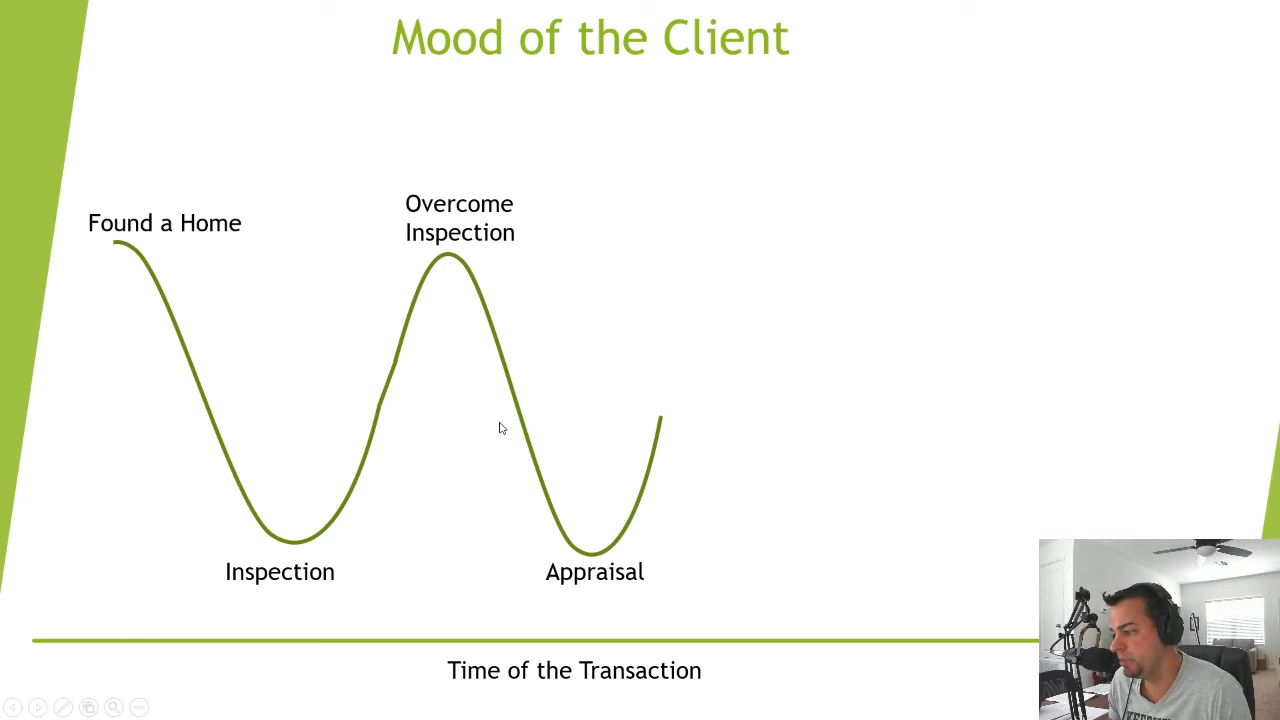 Mood of the Client
Found a Home
Overcome
Inspection
Inspection
Appraisal
Time of the Transaction